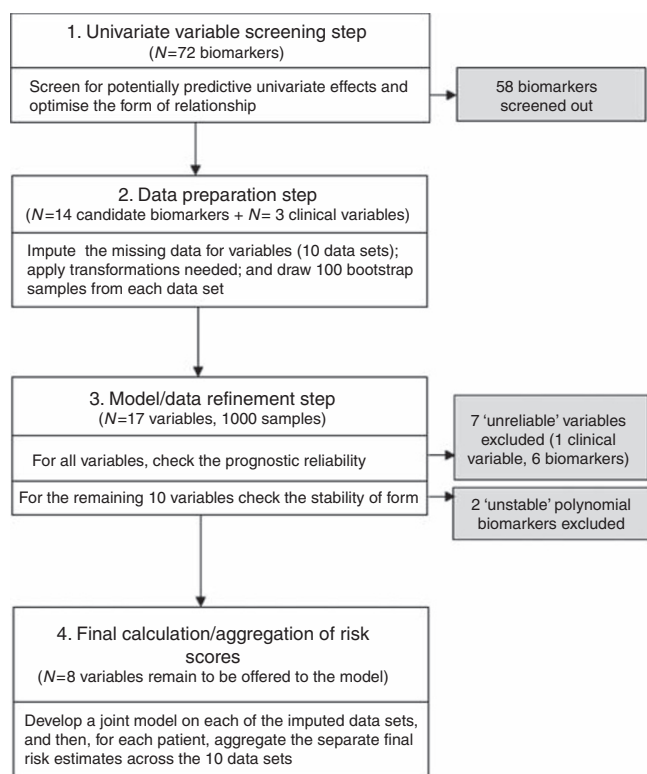 1. Univariate variable screening step
(N=72 biomarkers)
Screen for potentially predictive univariate effects and
optimise the form of relationship
58 biomarkers
screened out
2. Data preparation step
(N=14 candidate biomarkers + N= 3 clinical variables)
Impute the missing data for variables (10 data sets);
apply transformations needed; and draw 100 bootstrap
samples from each data set
3. Model/data refinement step
(N=17 variables, 1000 samples)
For all variables, check the prognostic reliability
7 ‘unreliable’ variables
excluded (1 clinical
variable, 6 biomarkers)
For the remaining 10 variables check the stability of form
2 ‘unstable’ polynomial
biomarkers excluded
4. Final calculation/aggregation of risk
scores
(N=8 variables remain to be offered to the model)
Develop a joint model on each of the imputed data sets,
and then, for each patient, aggregate the separate final
risk estimates across the 10 data sets